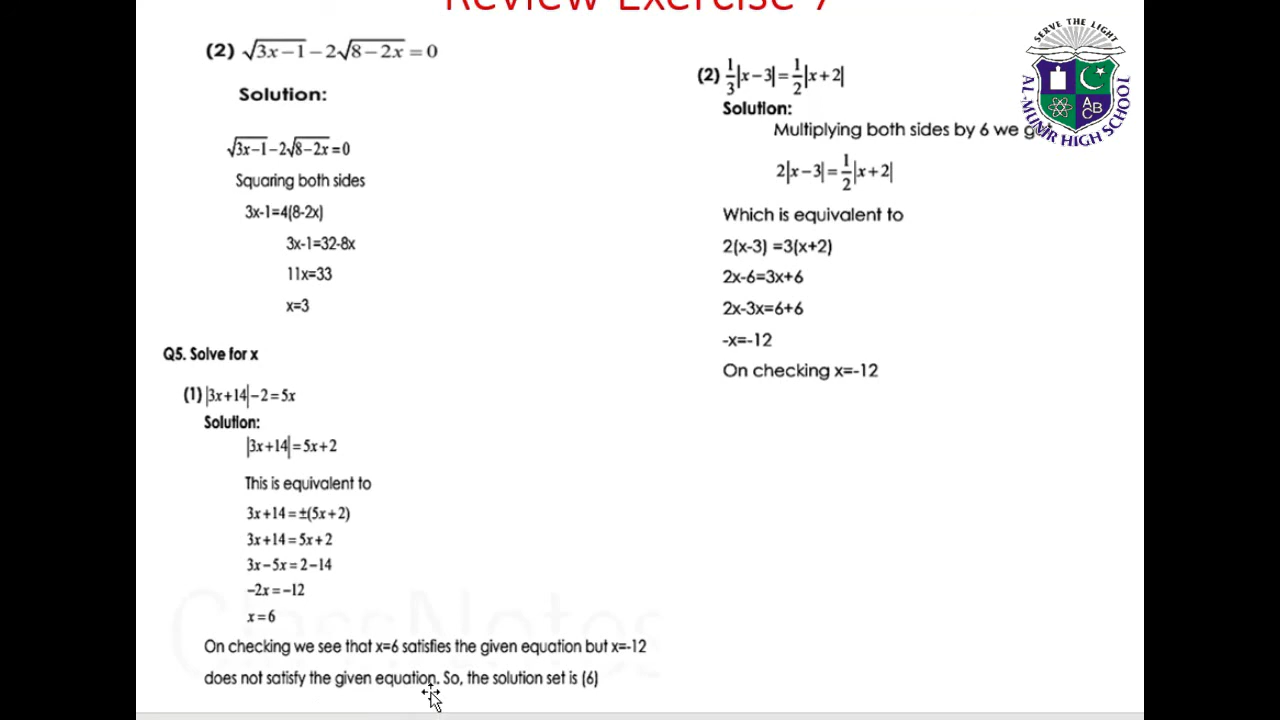 Review Exercise 7
(2) √3x−1 − 2√8−2x = 0
Solution:
√3x−1 − 2√8−2x = 0
Squaring both sides
3x-1=4(8-2x)
3x-1=32-8x
11x=33
x=3
Q5. Solve for x
(1) |3x+14|−2=5x
Solution:
|3x+14|=5x+2
This is equivalent to
3x+14=±(5x+2)
3x+14=5x+2
3x−5x=2−14
−2x=−12
x=6
On checking we see that x=6 satisfies the given equation but x=-12
does not satisfy the given equation. So, the solution set is (6)
(2) 1/3|x−3|=1/2|x+2|
Solution:
Multiplying both sides by 6 we g
2|x−3|=1/2|x+2|
Which is equivalent to
2(x-3) =3(x+2)
2x-6=3x+6
2x-3x=6+6
-x=-12
On checking x=-12
SERVE THE LIGHT
ABC
AL-MUNIR HIGH SCHOOL
Class Notes